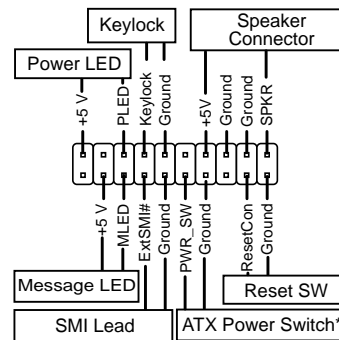 Keylock
Speaker
Connector
Power LED
+5 V
PLED
Keylock
Ground
+5V
Ground
Ground
SPKR
+5 V
MLED
ExtSMI#
Ground
PWR_SW
Ground
ResetCon
Ground
Message LED
Reset SW
SMI Lead
ATX Power Switch*